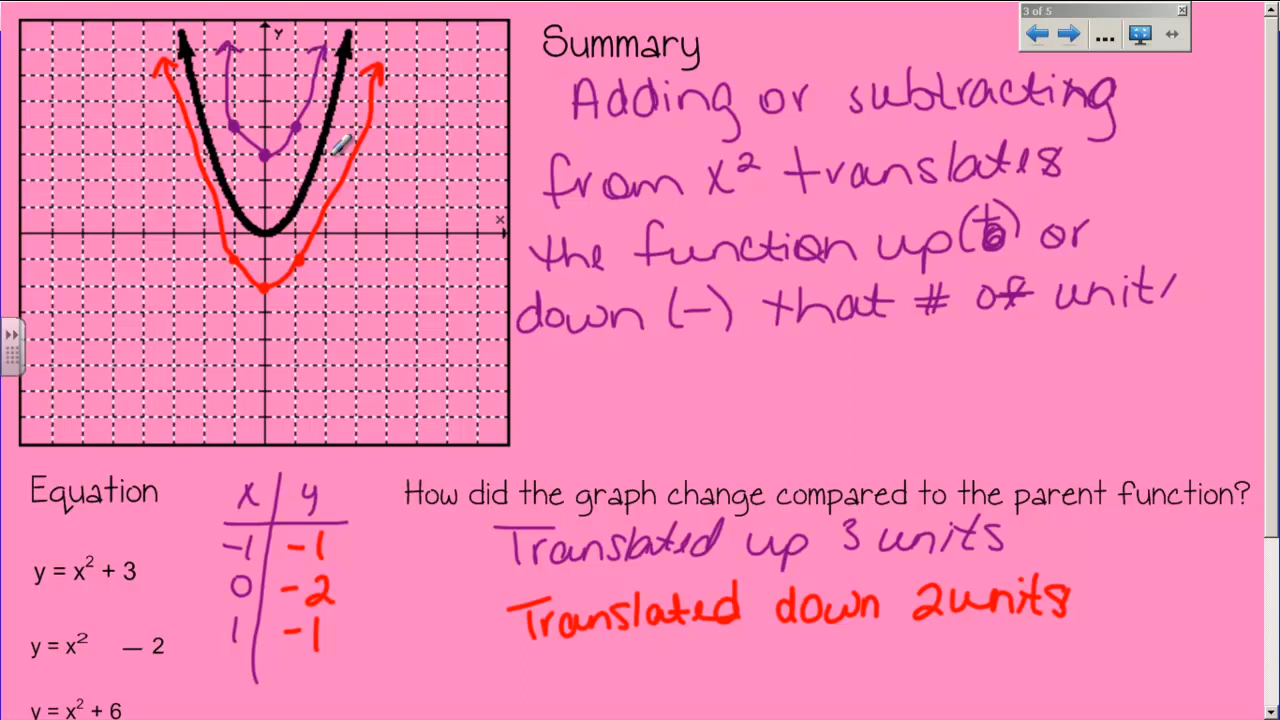 3 of 5
Y
x
Summary
Adding or subtracting
from x² translates
the function up (+) or
down (-) that # of units
Equation
x y
-1 -1
0 -2
1 -1
How did the graph change compared to the parent function?
Translated up 3 units
Translated down 2 units
y = x² + 3
y = x² — 2
y = x² + 6